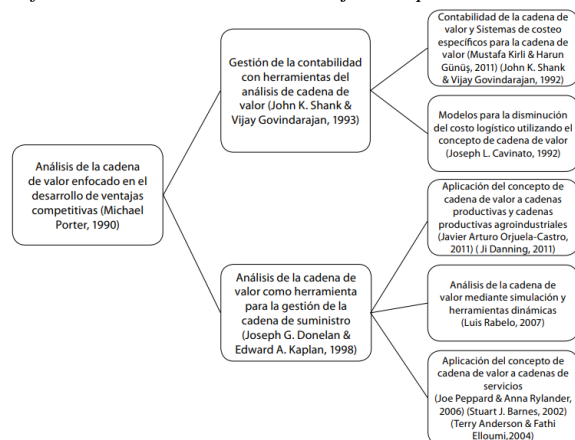 Análisis de la cadena
de valor enfocado en el
desarrollo de ventajas
competitivas (Michael
Porter, 1990)
Gestión de la contabilidad
con herramientas del
análisis de cadena de
valor (John K. Shank &
Vijay Govindarajan, 1993)
Contabilidad de la cadena de
valor y Sistemas de costeo
específicos para la cadena de
valor (Mustafa Kirli & Harun
Günüş, 2011) (John K. Shank
& Vijay Govindarajan, 1992)
Modelos para la disminución
del costo logístico utilizando el
concepto de cadena de valor
(Joseph L. Cavinato, 1992)
Análisis de la cadena de
valor como herramienta
para la gestión de la
cadena de suministro
(Joseph G. Donelan &
Edward A. Kaplan, 1998)
Aplicación del concepto de
cadena de valor a cadenas
productivas y cadenas
productivas agroindustriales
(Javier Arturo Orjuela-Castro,
2011) ( Ji Danning, 2011)
Análisis de la cadena de
valor mediante simulación y
herramientas dinámicas
(Luis Rabelo, 2007)
Aplicación del concepto de
cadena de valor a cadenas de
servicios
(Joe Peppard & Anna Rylander,
2006) (Stuart J. Barnes, 2002)
(Terry Anderson & Fathi
Elloumi,2004)